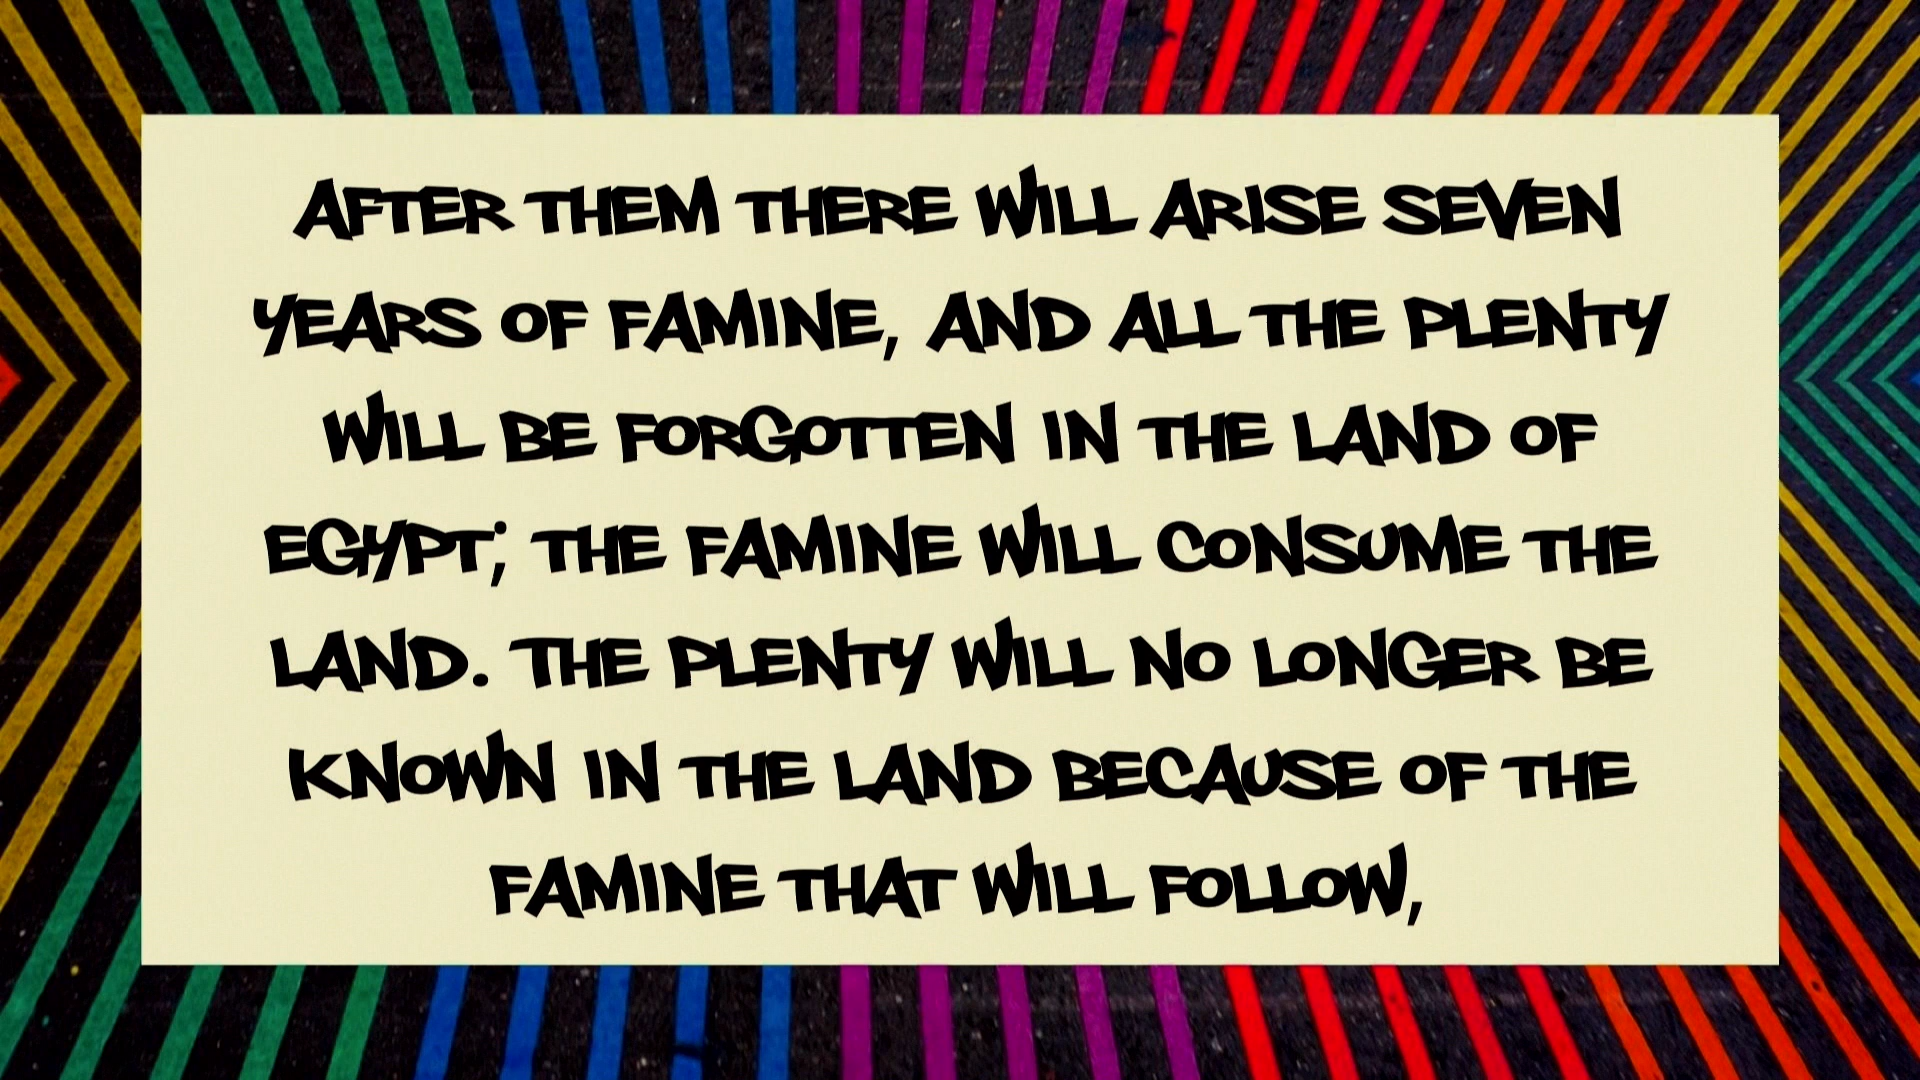 AFTER THEM THERE WILL ARISE SEVEN
YEARS OF FAMINE, AND ALL THE PLENTY
WILL BE FORGOTTEN IN THE LAND OF
EGYPT; THE FAMINE WILL CONSUME THE
LAND. THE PLENTY WILL NO LONGER BE
KNOWN IN THE LAND BECAUSE OF THE
FAMINE THAT WILL FOLLOW,